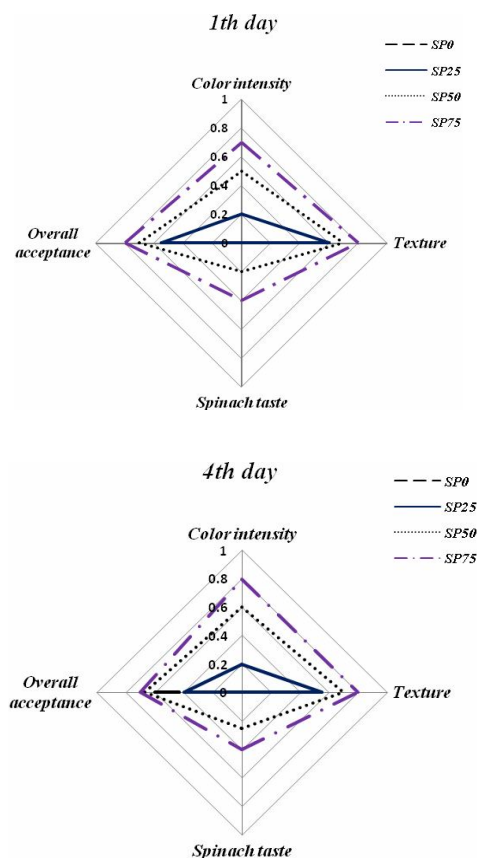 1th day
SP0
SP25
SP50
SP75
Color intensity
1
0.8
0.6
0.4
0.2
0
Overall
acceptance
Texture
Spinach taste
4th day
SP0
SP25
SP50
SP75
Color intensity
1
0.8
0.6
0.4
0.2
0
Overall
acceptance
Texture
Spinach taste